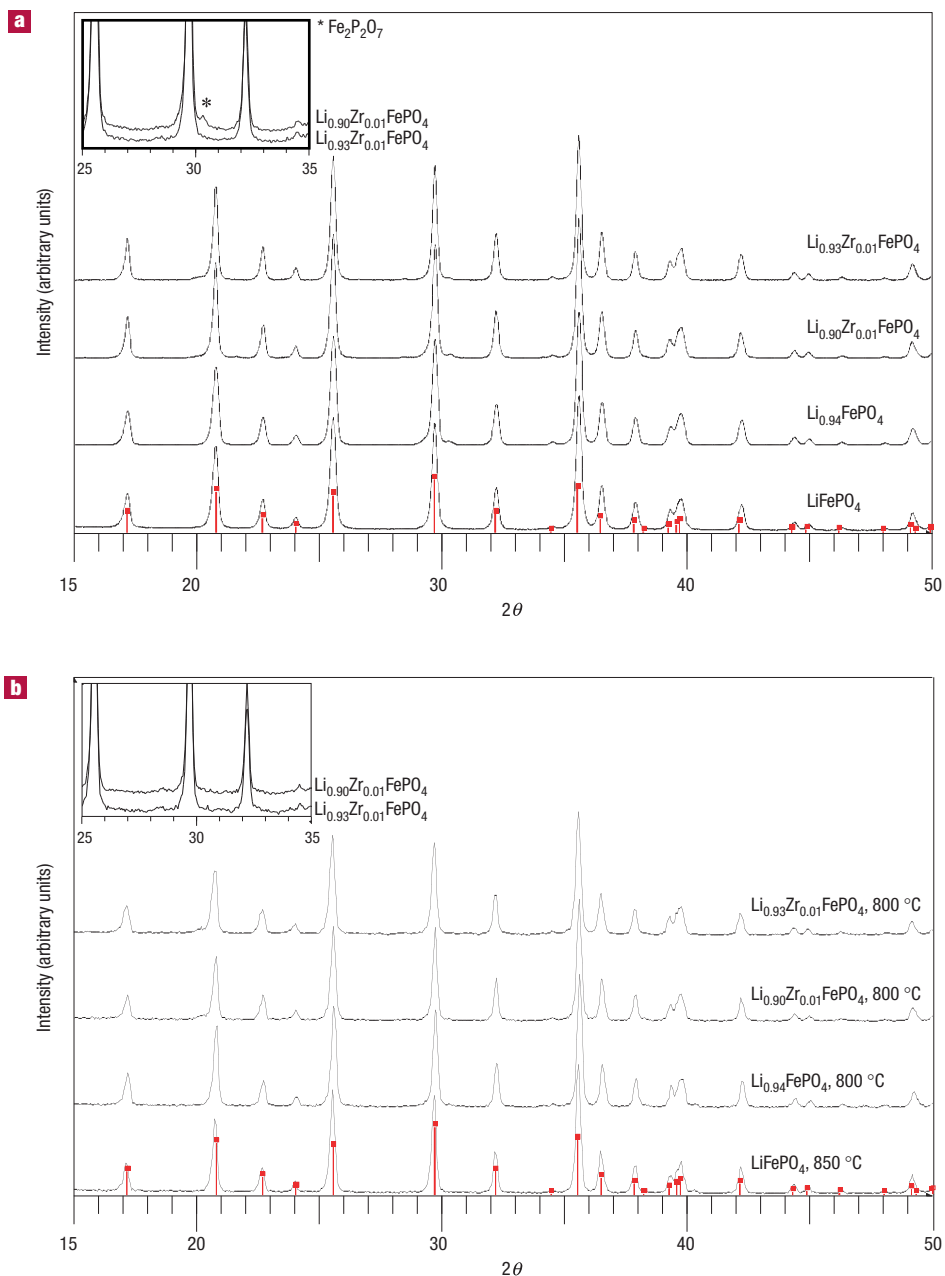 a
* Fe₂P₂O₇
*
Li₀.₉₀Zr₀.₀₁FePO₄
Li₀.₉₃Zr₀.₀₁FePO₄
25 30 35
Intensity (arbitrary units)
Li₀.₉₃Zr₀.₀₁FePO₄
Li₀.₉₀Zr₀.₀₁FePO₄
Li₀.₉₄FePO₄
LiFePO₄
15 20 30 40 50
2θ
b
Li₀.₉₀Zr₀.₀₁FePO₄
Li₀.₉₃Zr₀.₀₁FePO₄
25 30 35
Intensity (arbitrary units)
Li₀.₉₃Zr₀.₀₁FePO₄, 800 °C
Li₀.₉₀Zr₀.₀₁FePO₄, 800 °C
Li₀.₉₄FePO₄, 800 °C
LiFePO₄, 850 °C
15 20 30 40 50
2θ